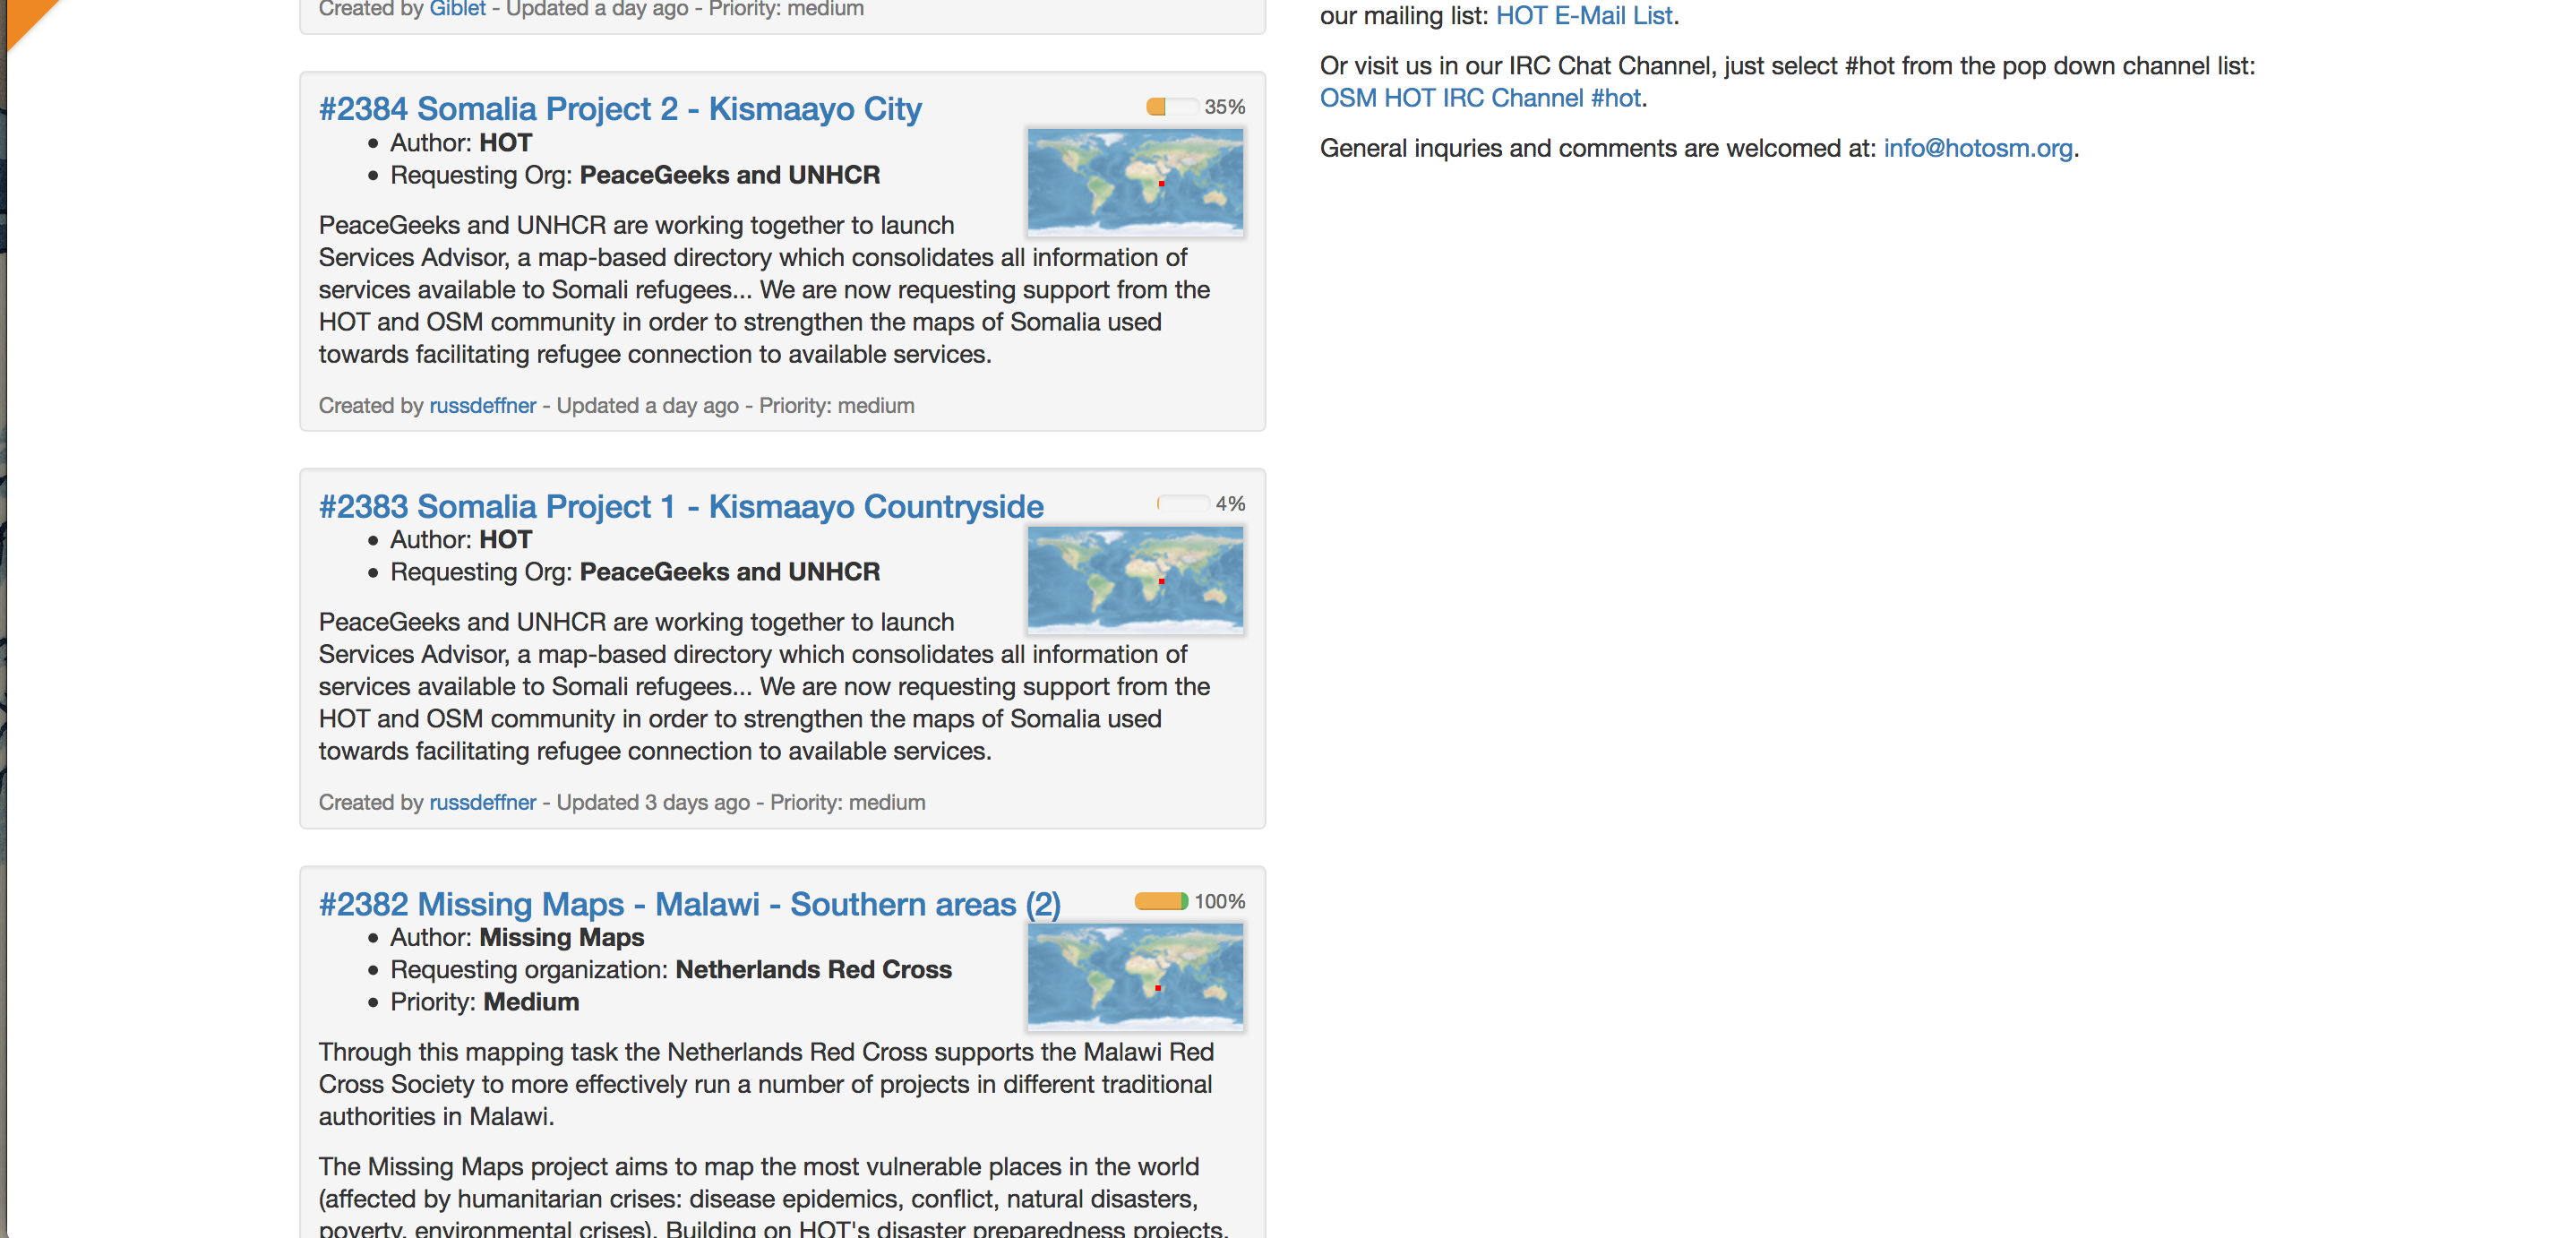 Created by Giblet - Updated a day ago - Priority: medium
#2384 Somalia Project 2 - Kismaayo City
35%
• Author: HOT
• Requesting Org: PeaceGeeks and UNHCR
PeaceGeeks and UNHCR are working together to launch
Services Advisor, a map-based directory which consolidates all information of
services available to Somali refugees... We are now requesting support from the
HOT and OSM community in order to strengthen the maps of Somalia used
towards facilitating refugee connection to available services.
Created by russdeffner - Updated a day ago - Priority: medium
#2383 Somalia Project 1 - Kismaayo Countryside
4%
• Author: HOT
• Requesting Org: PeaceGeeks and UNHCR
PeaceGeeks and UNHCR are working together to launch
Services Advisor, a map-based directory which consolidates all information of
services available to Somali refugees... We are now requesting support from the
HOT and OSM community in order to strengthen the maps of Somalia used
towards facilitating refugee connection to available services.
Created by russdeffner - Updated 3 days ago - Priority: medium
#2382 Missing Maps - Malawi - Southern areas (2)
100%
• Author: Missing Maps
• Requesting organization: Netherlands Red Cross
• Priority: Medium
Through this mapping task the Netherlands Red Cross supports the Malawi Red
Cross Society to more effectively run a number of projects in different traditional
authorities in Malawi.
The Missing Maps project aims to map the most vulnerable places in the world
(affected by humanitarian crises: disease epidemics, conflict, natural disasters,
poverty, environmental crises). Building on HOT's disaster preparedness projects,
our mailing list: HOT E-Mail List.
Or visit us in our IRC Chat Channel, just select #hot from the pop down channel list:
OSM HOT IRC Channel #hot.
General inquries and comments are welcomed at: info@hotosm.org.